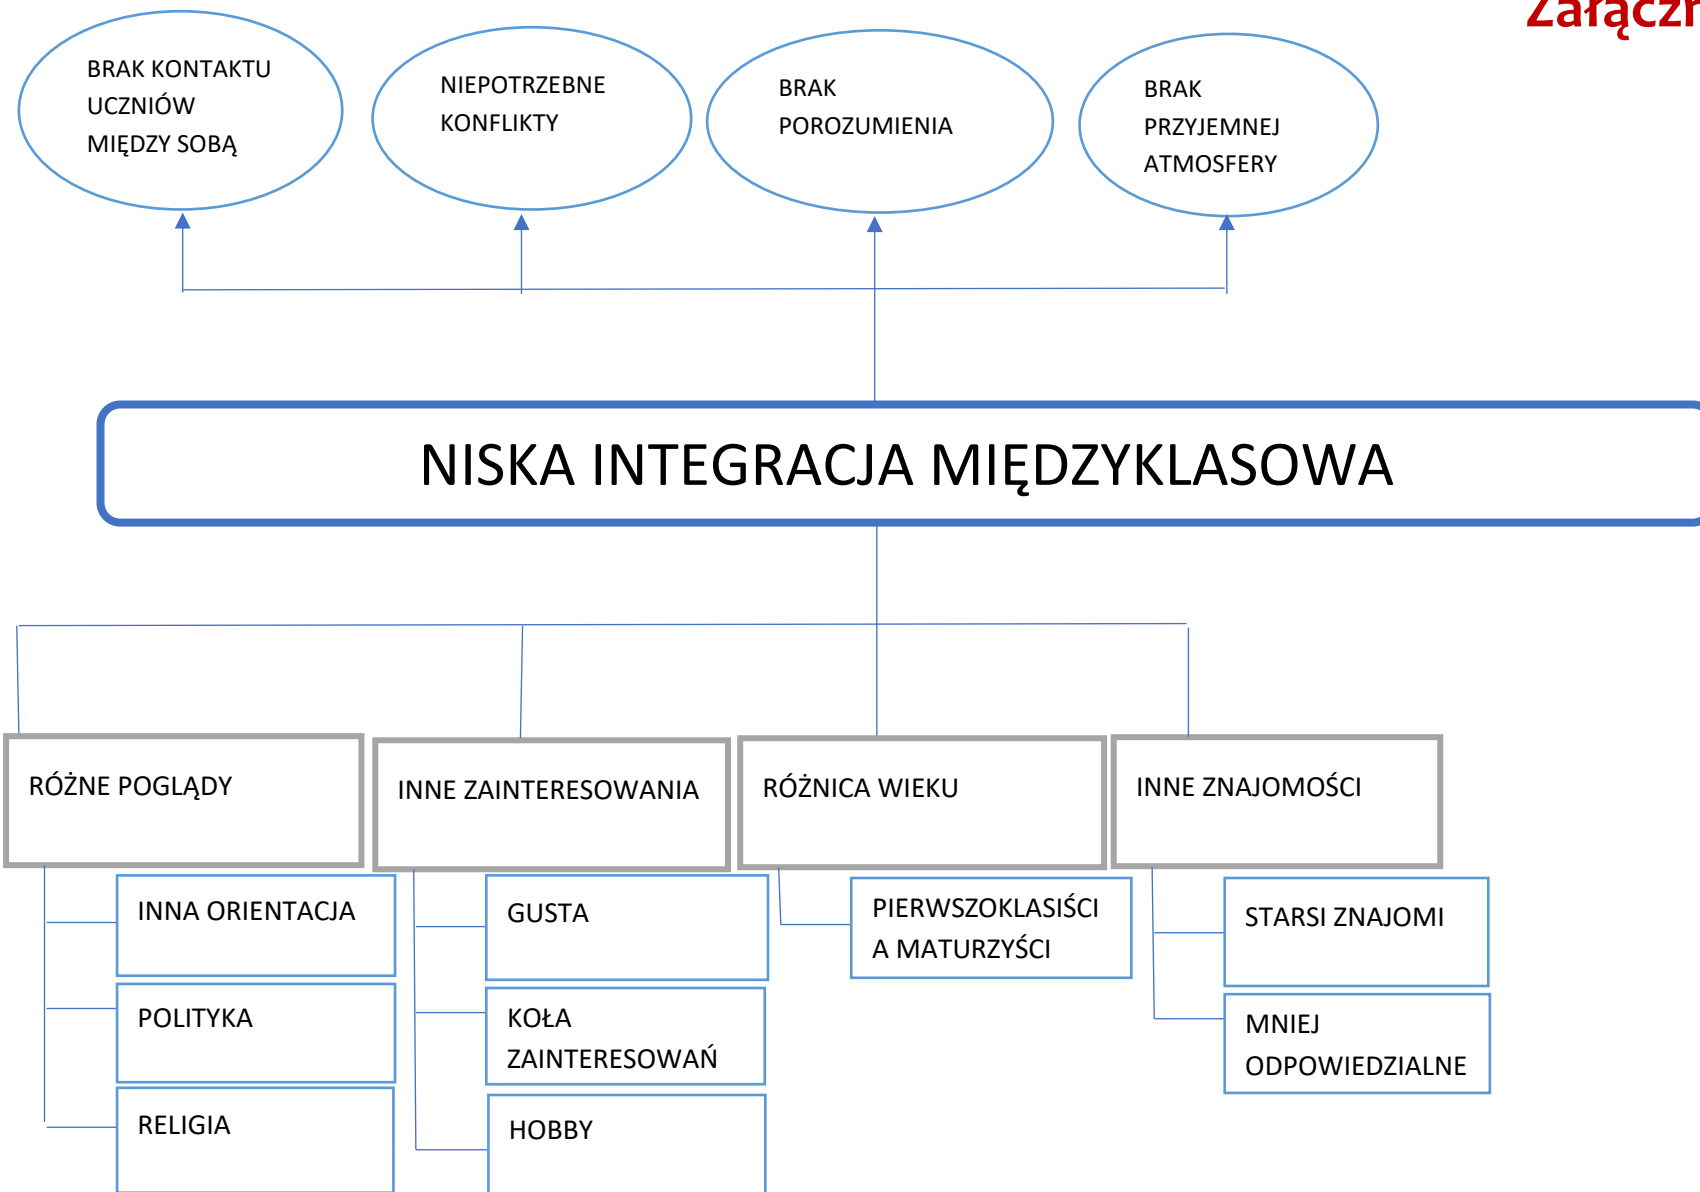 BRAK KONTAKTU
UCZNIÓW
MIĘDZY SOBĄ
NIEPOTRZEBNE
KONFLIKTY
BRAK
POROZUMIENIA
BRAK
PRZYJEMNEJ
ATMOSFERY
NISKA INTEGRACJA MIĘDZYKLASOWA
RÓŻNE POGLĄDY
INNE ZAINTERESOWANIA
RÓŻNICA WIEKU
INNE ZNAJOMOŚCI
INNA ORIENTACJA
POLITYKA
RELIGIA
GUSTA
KOŁA
ZAINTERESOWAŃ
HOBBY
PIERWSZOKLASIŚCI
A MATURZYŚCI
STARSI ZNAJOMI
MNIEJ
ODPOWIEDZIALNE